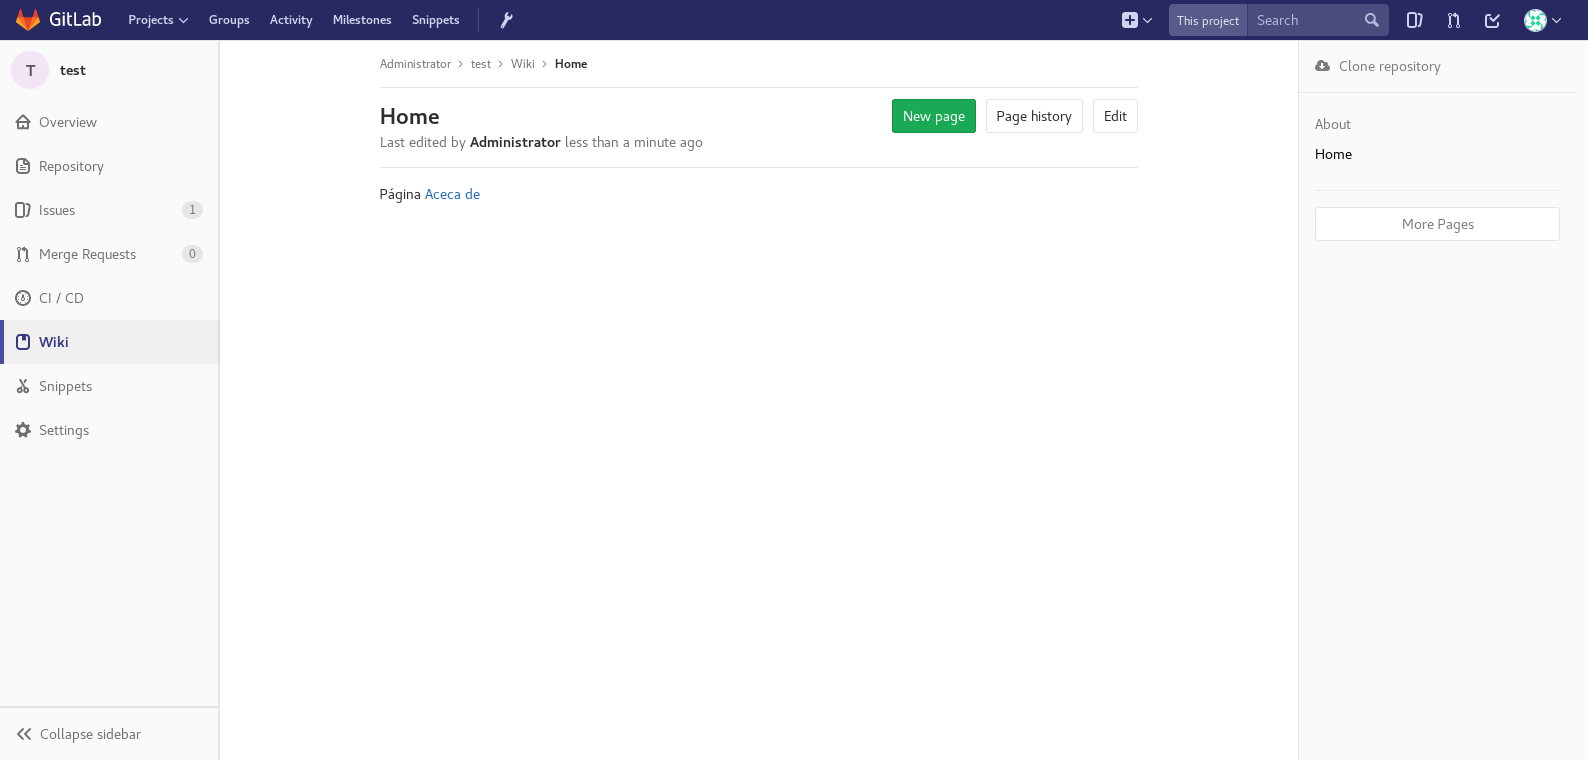 GitLab Projects Groups Activity Milestones Snippets This project Search
T test
Overview
Repository
Issues 1
Merge Requests 0
CI / CD
Wiki
Snippets
Settings
Collapse sidebar
Administrator test Wiki Home
Home
New page Page history Edit
Last edited by Administrator less than a minute ago
Página Aceca de
Clone repository
About
Home
More Pages